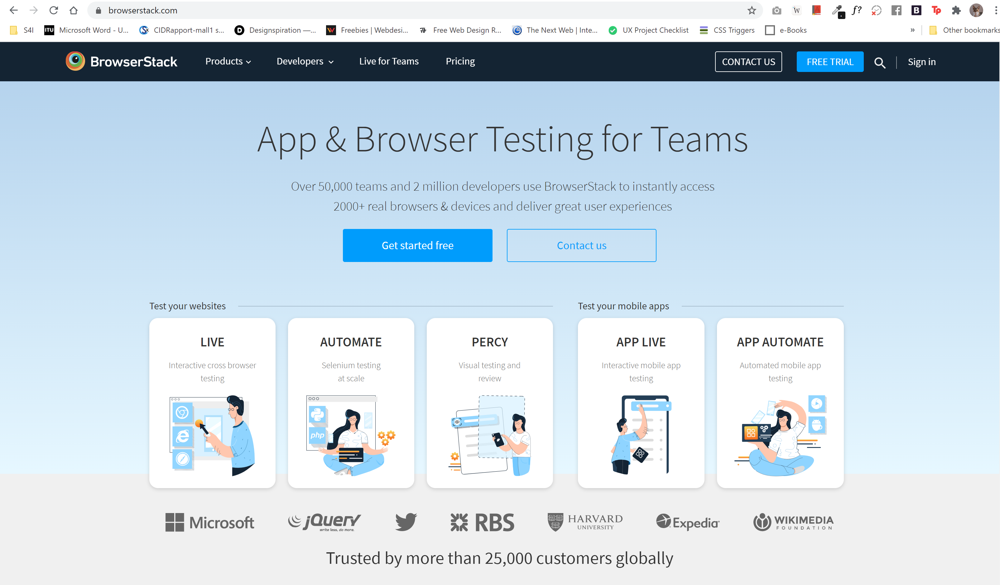 browserstack.com
S4I
ITU Microsoft Word - U...
CIDRapport-mall1 s...
Designspiration —...
Freebies | Webdesi...
Free Web Design R...
The Next Web | Inte...
UX Project Checklist
CSS Triggers
e-Books
»
Other bookmarks
BrowserStack
Products
Developers
Live for Teams
Pricing
CONTACT US
FREE TRIAL
Sign in
App & Browser Testing for Teams
Over 50,000 teams and 2 million developers use BrowserStack to instantly access
2000+ real browsers & devices and deliver great user experiences
Get started free
Contact us
Test your websites
Test your mobile apps
LIVE
Interactive cross browser
testing
AUTOMATE
Selenium testing
at scale
php
PERCY
Visual testing and
review
APP LIVE
Interactive mobile app
testing
APP AUTOMATE
Automated mobile app
testing
Microsoft
jQuery
write less, do more.
RBS
HARVARD
UNIVERSITY
Expedia
WIKIMEDIA
FOUNDATION
Trusted by more than 25,000 customers globally